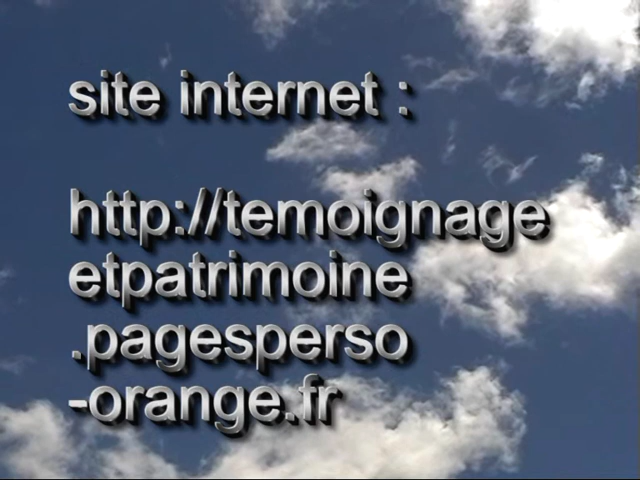 site internet :
http://temoignage
etpatrimoine
.pagesperso
-orange.fr